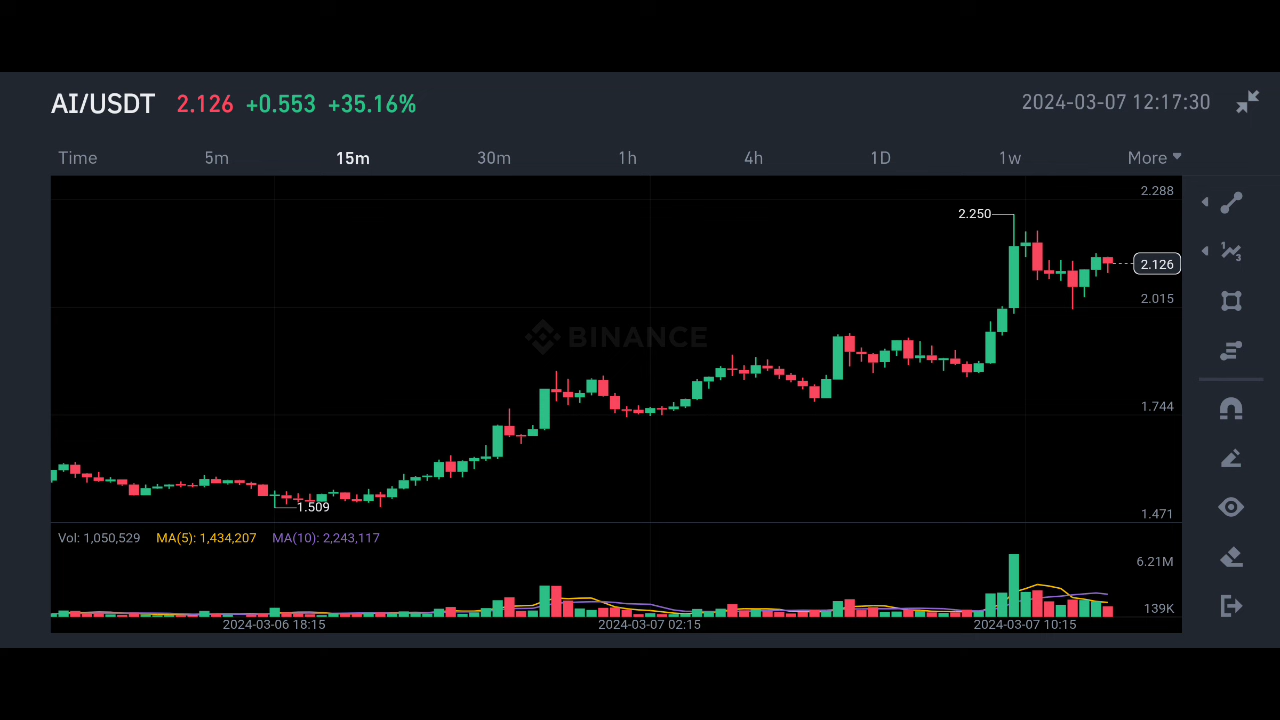 AI/USDT 2.126 +0.553 +35.16% 2024-03-07 12:17:30
Time 5m 15m 30m 1h 4h 1D 1w More
2.288
2.250
2.126
2.015
BINANCE
1.744
1.509
1.471
Vol: 1,050,529 MA(5): 1,434,207 MA(10): 2,243,117
6.21M
139K
2024-03-06 18:15 2024-03-07 02:15 2024-03-07 10:15